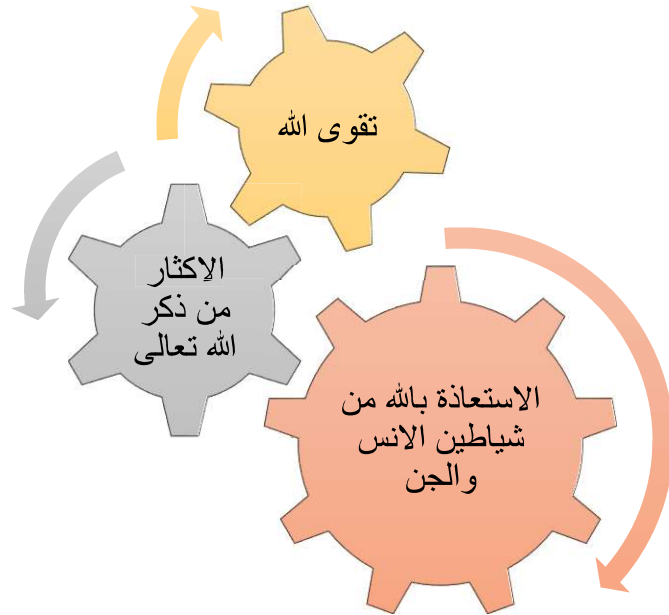 تقوى الله
الإكثار
من ذكر
الله تعالى
الاستعاذة بالله من
شياطين الانس
والجن